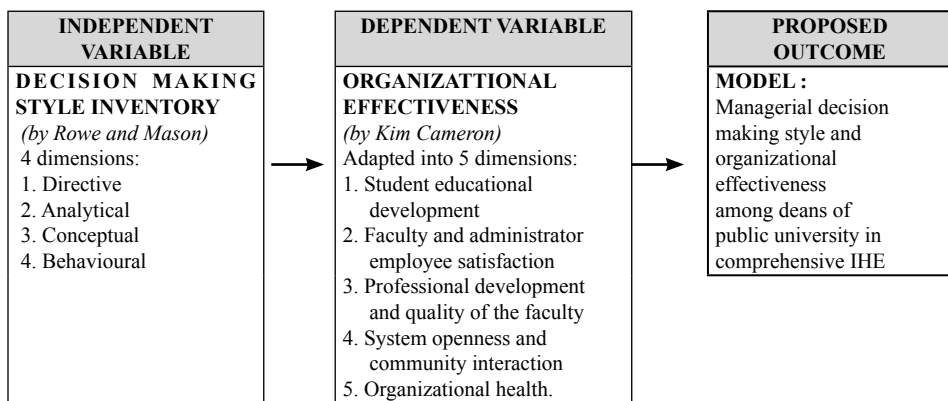 INDEPENDENT
VARIABLE
DECISION MAKING
STYLE INVENTORY
(by Rowe and Mason)
4 dimensions:
1. Directive
2. Analytical
3. Conceptual
4. Behavioural
DEPENDENT VARIABLE
ORGANIZATTIONAL
EFFECTIVENESS
(by Kim Cameron)
Adapted into 5 dimensions:
1. Student educational
development
2. Faculty and administrator
employee satisfaction
3. Professional development
and quality of the faculty
4. System openness and
community interaction
5. Organizational health.
PROPOSED
OUTCOME
MODEL :
Managerial decision
making style and
organizational
effectiveness
among deans of
public university in
comprehensive IHE